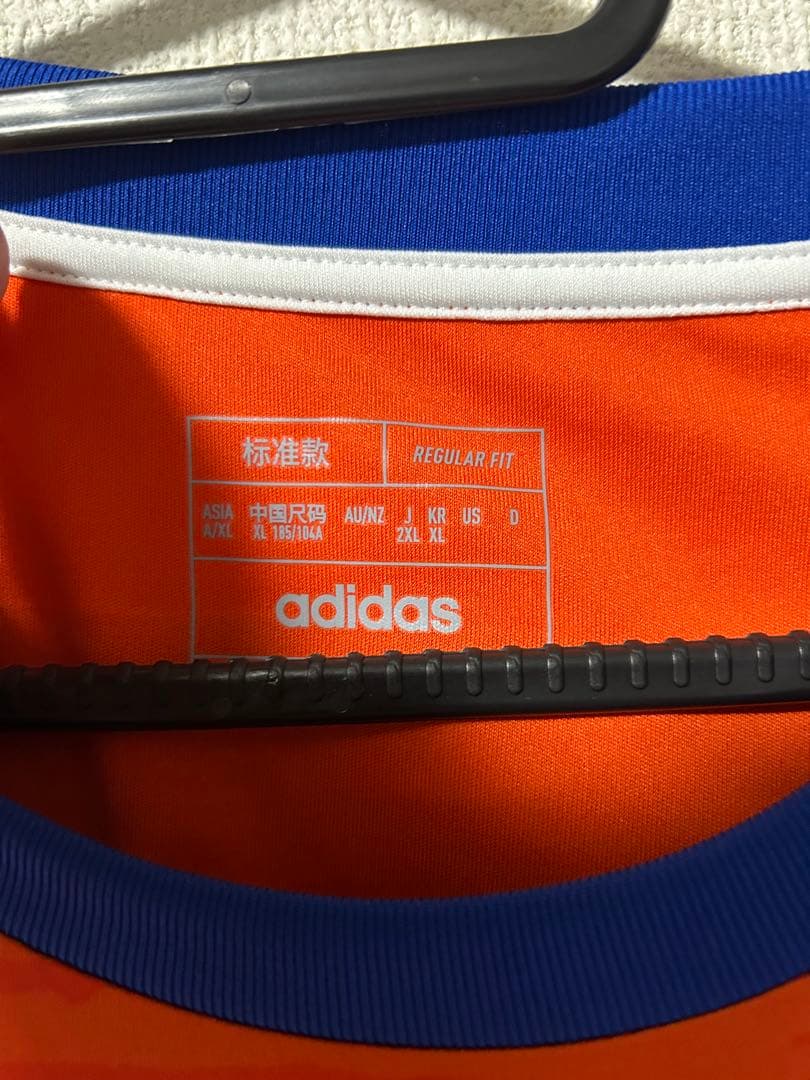 标准款 REGULAR FIT
ASIA 中国尺码 AU/NZ J KR US D
A/XL XL 185/104A 2XL XL
adidas